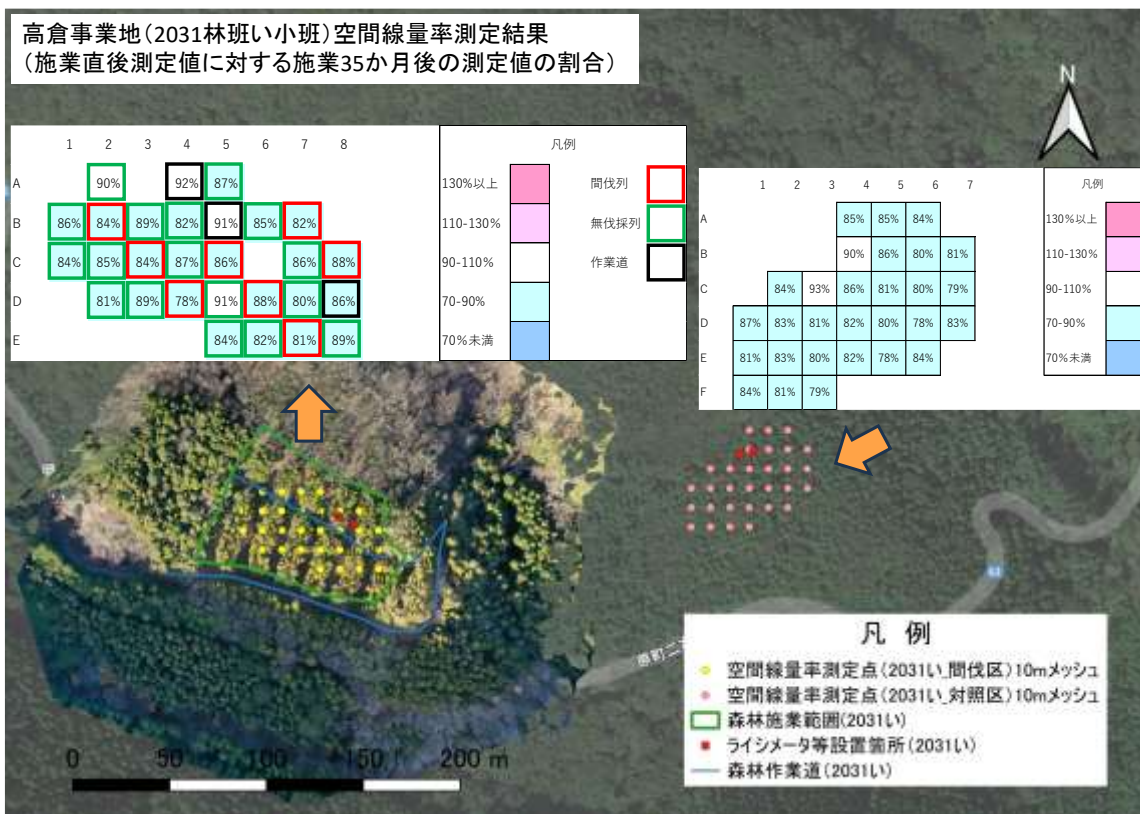 高倉事業地(2031林班い小班)空間線量率測定結果
(施業直後測定値に対する施業35か月後の測定値の割合)
N
1 2 3 4 5 6 7 8
A 90% 92% 87%
B 86% 84% 89% 82% 91% 85% 82%
C 84% 85% 84% 87% 86% 86% 88%
D 81% 89% 78% 91% 88% 80% 86%
E 84% 82% 81% 89%
凡例
130%以上 間伐列
110-130% 無伐採列
90-110% 作業道
70-90%
70%未満
1 2 3 4 5 6 7
A 85% 85% 84%
B 90% 86% 80% 81%
C 84% 93% 86% 81% 80% 79%
D 87% 83% 81% 82% 80% 78% 83%
E 81% 83% 80% 82% 78% 84%
F 84% 81% 79%
凡例
130%以上
110-130%
90-110%
70-90%
70%未満
63
原町二
凡 例
空間線量率測定点(2031い_間伐区)10mメッシュ
空間線量率測定点(2031い_対照区)10mメッシュ
森林施業範囲(2031い)
ライシメータ等設置箇所(2031い)
森林作業道(2031い)
0 50 100 150 200 m